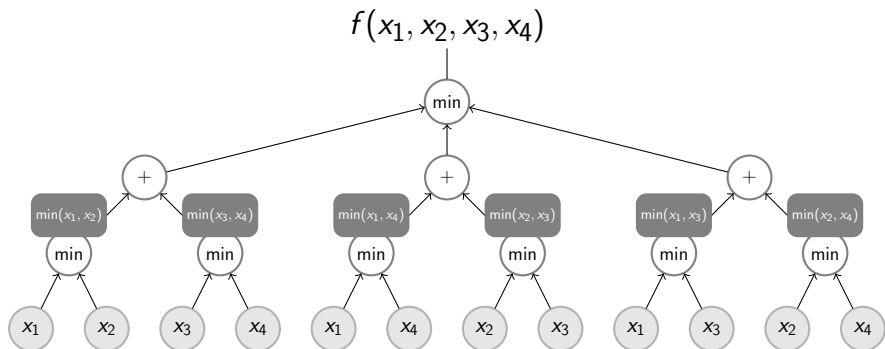 f(x₁, x₂, x₃, x₄)
min
+ + +
min(x₁, x₂) min(x₃, x₄) min(x₁, x₄) min(x₂, x₃) min(x₁, x₃) min(x₂, x₄)
min min min min min min
x₁ x₂ x₃ x₄ x₁ x₄ x₂ x₃ x₁ x₃ x₂ x₄